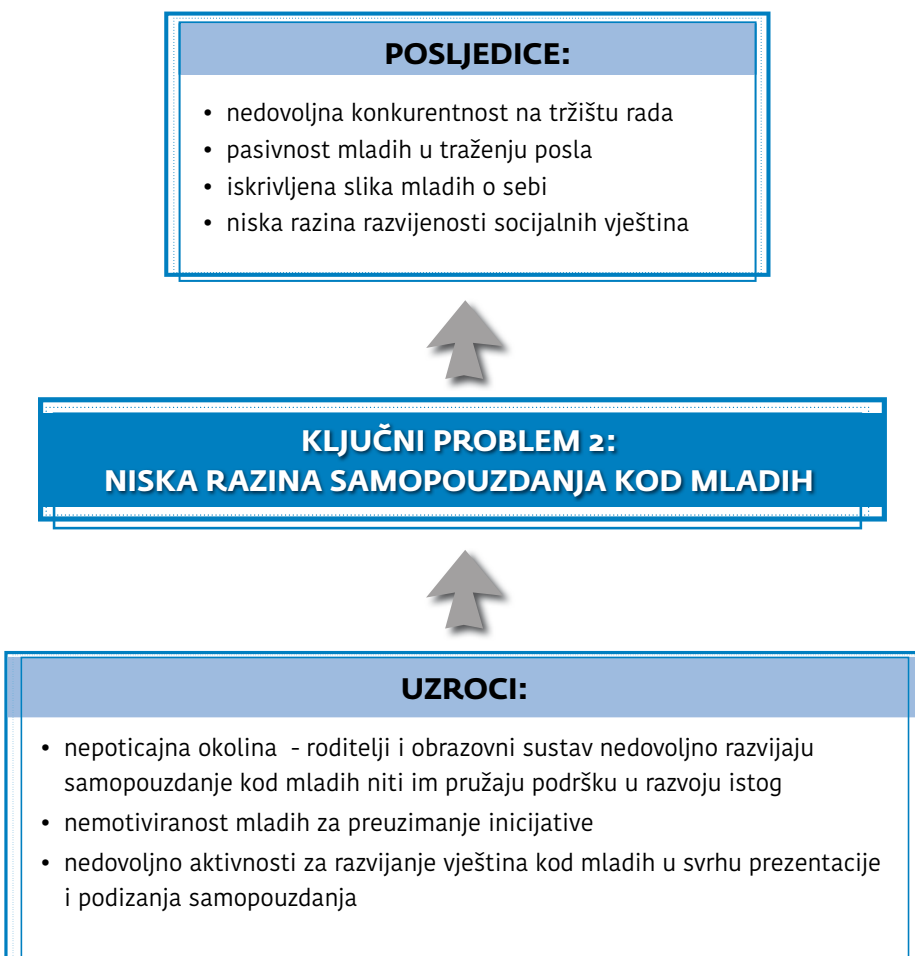 POSLJEDICE:
• nedovoljna konkurentnost na tržištu rada
• pasivnost mladih u traženju posla
• iskrivljena slika mladih o sebi
• niska razina razvijenosti socijalnih vještina
KLJUČNI PROBLEM 2:
NISKA RAZINA SAMOPOUZDANJA KOD MLADIH
UZROCI:
• nepoticajna okolina - roditelji i obrazovni sustav nedovoljno razvijaju
samopouzdanje kod mladih niti im pružaju podršku u razvoju istog
• nemotiviranost mladih za preuzimanje inicijative
• nedovoljno aktivnosti za razvijanje vještina kod mladih u svrhu prezentacije
i podizanja samopouzdanja